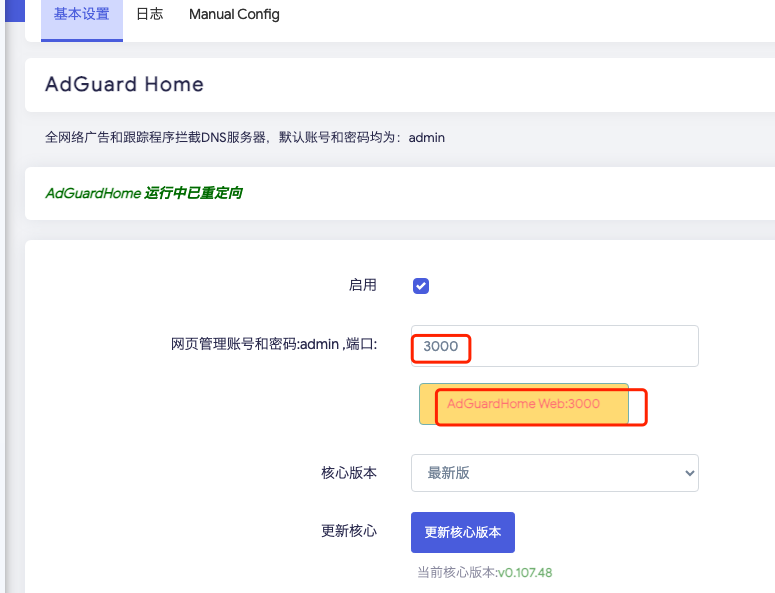 基本设置 日志 Manual Config
AdGuard Home
全网络广告和跟踪程序拦截DNS服务器，默认账号和密码均为：admin
AdGuardHome 运行中已重定向
启用
网页管理账号和密码:admin ,端口: 3000
AdGuardHome Web:3000
核心版本 最新版
更新核心 更新核心版本
当前核心版本:v0.107.48